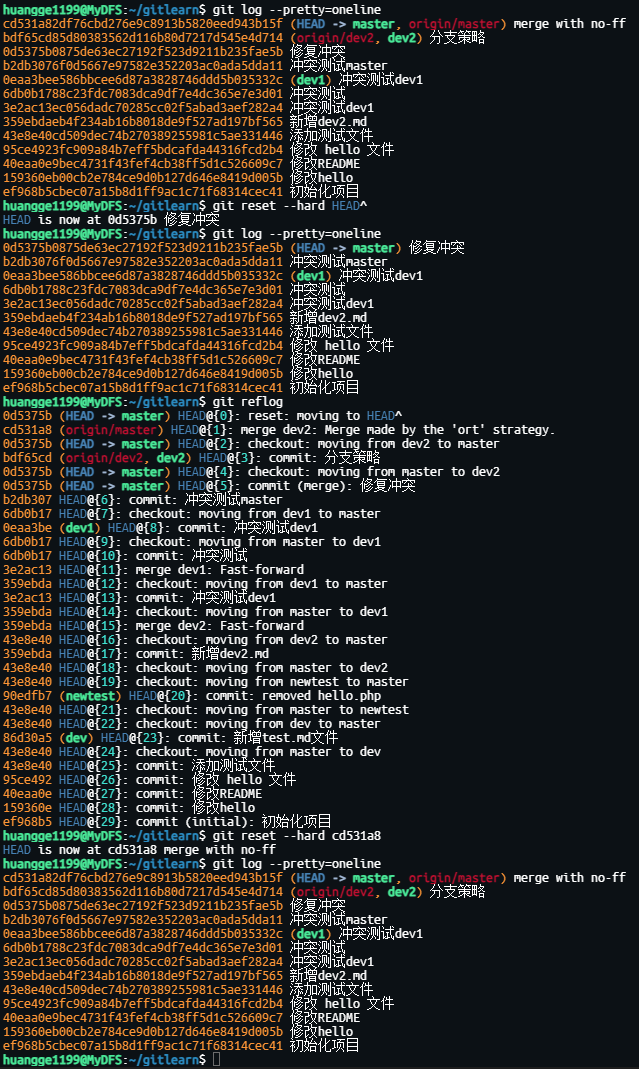 huangge1199@MyDFS:~/gitlearn$ git log --pretty=oneline
cd531a82df76cbd276e9c8913b5820eed943b15f (HEAD -> master, origin/master) merge with no-ff
bdf65cd85d80383562d116b80d7217d545e4d714 (origin/dev2, dev2) 分支策略
0d5375b0875de63ec27192f523d9211b235fae5b 修复冲突
b2db3076f0d5667e97582e352203ac0ada5dda11 冲突测试master
0eaa3bee586bbcee6d87a3828746ddd5b035332c (dev1) 冲突测试dev1
6db0b1788c23fdc7083dca9df7e4dc365e7e3d01 冲突测试
3e2ac13ec056dadc70285cc02f5abad3aef282a4 冲突测试dev1
359ebdaeb4f234ab16b8018de9f527ad197bf565 新增dev2.md
43e8e40cd509dec74b270389255981c5ae331446 添加测试文件
95ce4923fc909a84b7eff5bdcafda44316fcd2b4 修改 hello 文件
40eaa0e9bec4731f43fef4cb38ff5d1c526609c7 修改README
159360eb00cb2e784ce9d0b127d646e8419d005b 修改hello
ef968b5cbec07a15b8d1ff9ac1c71f68314cec41 初始化项目
huangge1199@MyDFS:~/gitlearn$ git reset --hard HEAD^
HEAD is now at 0d5375b 修复冲突
huangge1199@MyDFS:~/gitlearn$ git log --pretty=oneline
0d5375b0875de63ec27192f523d9211b235fae5b (HEAD -> master) 修复冲突
b2db3076f0d5667e97582e352203ac0ada5dda11 冲突测试master
0eaa3bee586bbcee6d87a3828746ddd5b035332c (dev1) 冲突测试dev1
6db0b1788c23fdc7083dca9df7e4dc365e7e3d01 冲突测试
3e2ac13ec056dadc70285cc02f5abad3aef282a4 冲突测试dev1
359ebdaeb4f234ab16b8018de9f527ad197bf565 新增dev2.md
43e8e40cd509dec74b270389255981c5ae331446 添加测试文件
95ce4923fc909a84b7eff5bdcafda44316fcd2b4 修改 hello 文件
40eaa0e9bec4731f43fef4cb38ff5d1c526609c7 修改README
159360eb00cb2e784ce9d0b127d646e8419d005b 修改hello
ef968b5cbec07a15b8d1ff9ac1c71f68314cec41 初始化项目
huangge1199@MyDFS:~/gitlearn$ git reflog
0d5375b (HEAD -> master) HEAD@{0}: reset: moving to HEAD^
cd531a8 (origin/master) HEAD@{1}: merge dev2: Merge made by the 'ort' strategy.
0d5375b (HEAD -> master) HEAD@{2}: checkout: moving from dev2 to master
bdf65cd (origin/dev2, dev2) HEAD@{3}: commit: 分支策略
0d5375b (HEAD -> master) HEAD@{4}: checkout: moving from master to dev2
0d5375b (HEAD -> master) HEAD@{5}: commit (merge): 修复冲突
b2db307 HEAD@{6}: commit: 冲突测试master
6db0b17 HEAD@{7}: checkout: moving from dev1 to master
0eaa3be (dev1) HEAD@{8}: commit: 冲突测试dev1
6db0b17 HEAD@{9}: checkout: moving from master to dev1
6db0b17 HEAD@{10}: commit: 冲突测试
3e2ac13 HEAD@{11}: merge dev1: Fast-forward
359ebda HEAD@{12}: checkout: moving from dev1 to master
3e2ac13 HEAD@{13}: commit: 冲突测试dev1
359ebda HEAD@{14}: checkout: moving from master to dev1
359ebda HEAD@{15}: merge dev2: Fast-forward
43e8e40 HEAD@{16}: checkout: moving from dev2 to master
359ebda HEAD@{17}: commit: 新增dev2.md
43e8e40 HEAD@{18}: checkout: moving from master to dev2
43e8e40 HEAD@{19}: checkout: moving from newtest to master
90edfb7 (newtest) HEAD@{20}: commit: removed hello.php
43e8e40 HEAD@{21}: checkout: moving from master to newtest
43e8e40 HEAD@{22}: checkout: moving from dev to master
86d30a5 (dev) HEAD@{23}: commit: 新增test.md文件
43e8e40 HEAD@{24}: checkout: moving from master to dev
43e8e40 HEAD@{25}: commit: 添加测试文件
95ce492 HEAD@{26}: commit: 修改 hello 文件
40eaa0e HEAD@{27}: commit: 修改README
159360e HEAD@{28}: commit: 修改hello
ef968b5 HEAD@{29}: commit (initial): 初始化项目
huangge1199@MyDFS:~/gitlearn$ git reset --hard cd531a8
HEAD is now at cd531a8 merge with no-ff
huangge1199@MyDFS:~/gitlearn$ git log --pretty=oneline
cd531a82df76cbd276e9c8913b5820eed943b15f (HEAD -> master, origin/master) merge with no-ff
bdf65cd85d80383562d116b80d7217d545e4d714 (origin/dev2, dev2) 分支策略
0d5375b0875de63ec27192f523d9211b235fae5b 修复冲突
b2db3076f0d5667e97582e352203ac0ada5dda11 冲突测试master
0eaa3bee586bbcee6d87a3828746ddd5b035332c (dev1) 冲突测试dev1
6db0b1788c23fdc7083dca9df7e4dc365e7e3d01 冲突测试
3e2ac13ec056dadc70285cc02f5abad3aef282a4 冲突测试dev1
359ebdaeb4f234ab16b8018de9f527ad197bf565 新增dev2.md
43e8e40cd509dec74b270389255981c5ae331446 添加测试文件
95ce4923fc909a84b7eff5bdcafda44316fcd2b4 修改 hello 文件
40eaa0e9bec4731f43fef4cb38ff5d1c526609c7 修改README
159360eb00cb2e784ce9d0b127d646e8419d005b 修改hello
ef968b5cbec07a15b8d1ff9ac1c71f68314cec41 初始化项目
huangge1199@MyDFS:~/gitlearn$